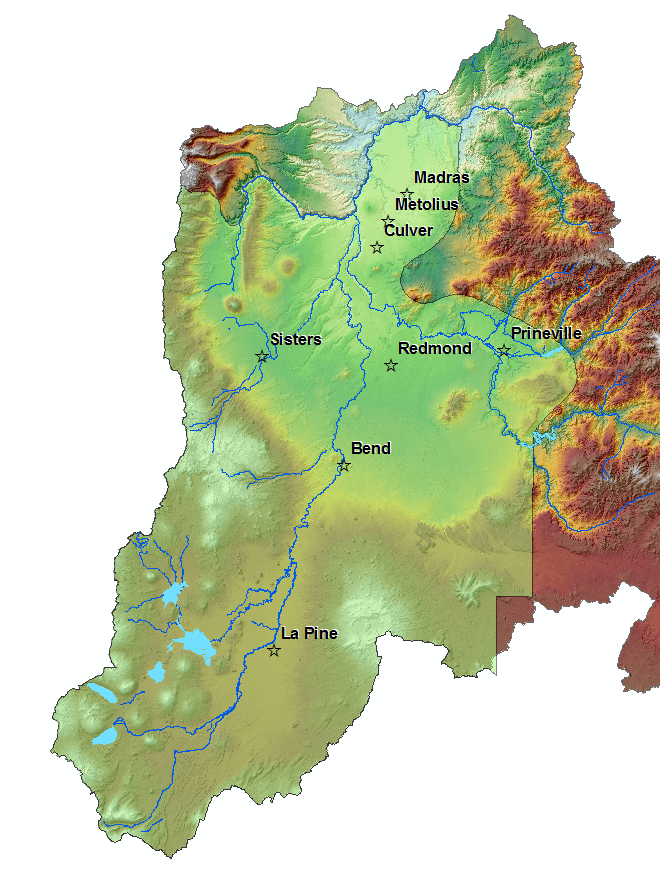 Madras
Metolius
Culver
Prineville
Sisters
Redmond
Bend
La Pine